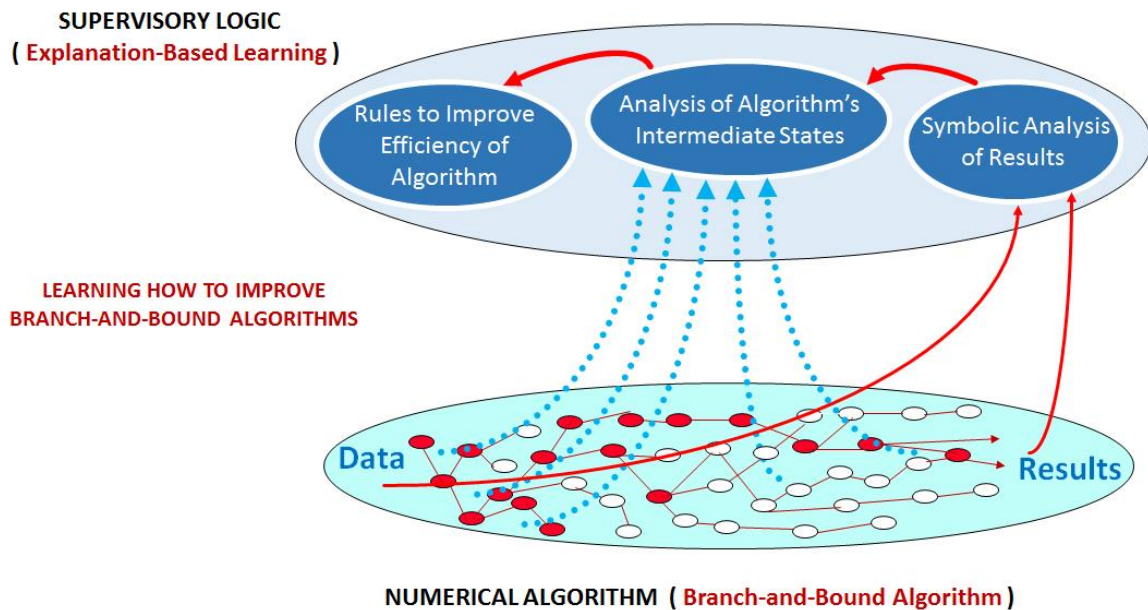 SUPERVISORY LOGIC
( Explanation-Based Learning )
Rules to Improve
Efficiency of
Algorithm
Analysis of Algorithm’s
Intermediate States
Symbolic Analysis
of Results
LEARNING HOW TO IMPROVE
BRANCH-AND-BOUND ALGORITHMS
Data
Results
NUMERICAL ALGORITHM ( Branch-and-Bound Algorithm )